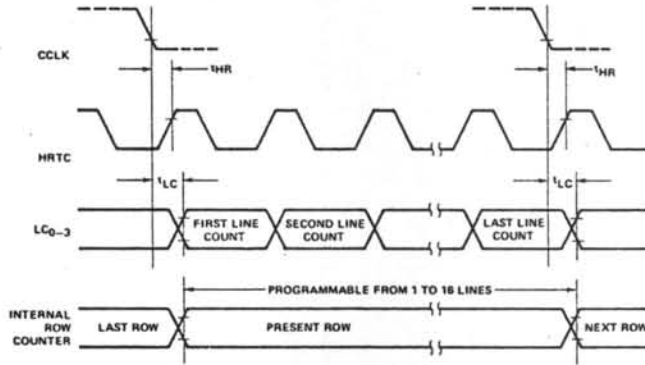 CCLK
tHR
tHR
HRTC
tLC
tLC
LC0–3
FIRST LINE COUNT
SECOND LINE COUNT
LAST LINE COUNT
PROGRAMMABLE FROM 1 TO 16 LINES
INTERNAL ROW COUNTER
LAST ROW
PRESENT ROW
NEXT ROW